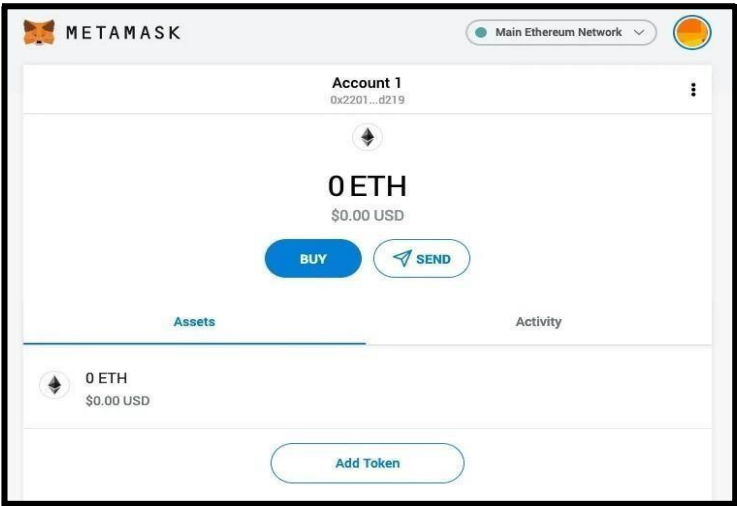 METAMASK
Main Ethereum Network
Account 1
0x2201...d219
0 ETH
$0.00 USD
BUY
SEND
Assets
Activity
0 ETH
$0.00 USD
Add Token